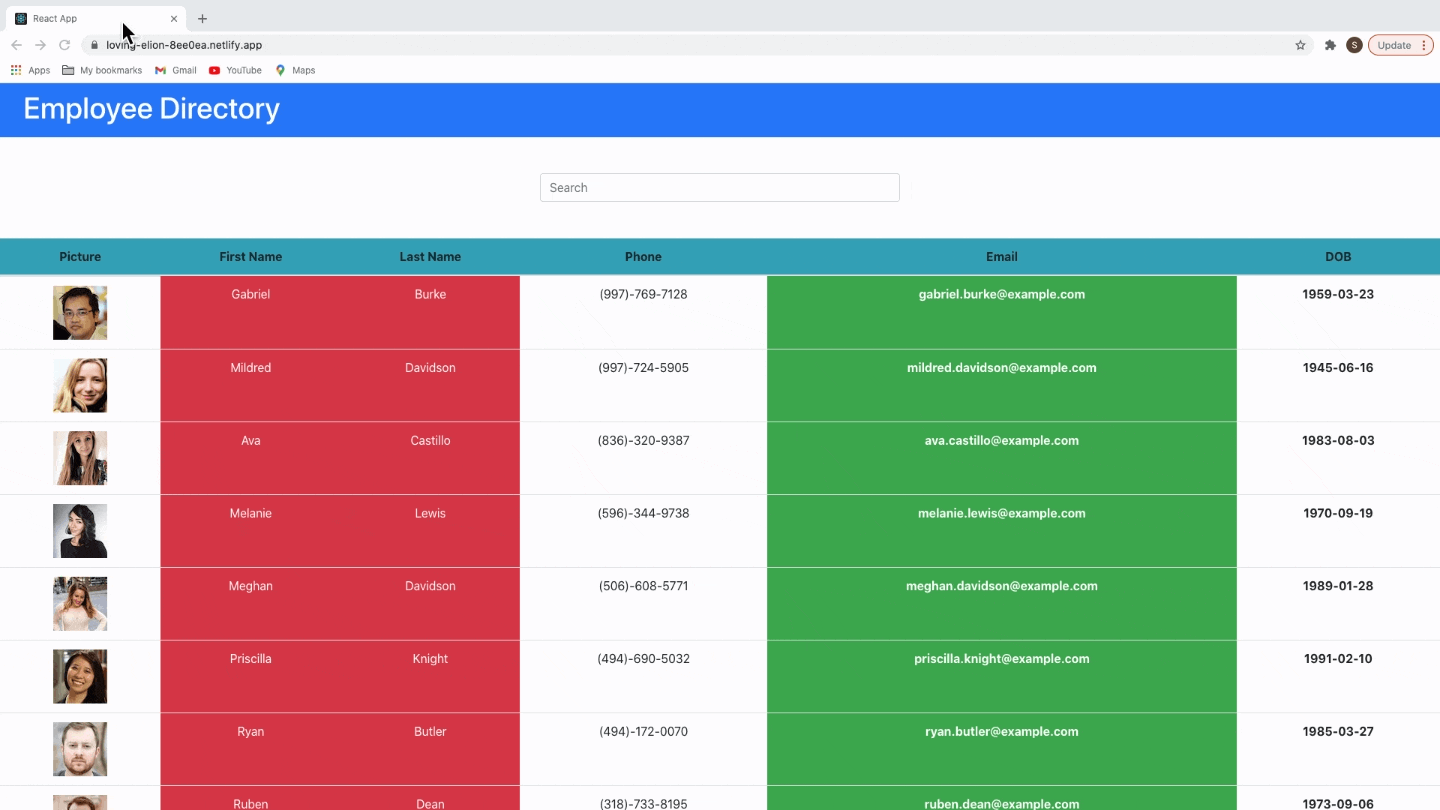 React App
loving-elion-8ee0ea.netlify.app
S
Update
Apps My bookmarks Gmail YouTube Maps
Employee Directory
Search
Picture First Name Last Name Phone Email DOB
Gabriel Burke (997)-769-7128 gabriel.burke@example.com 1959-03-23
Mildred Davidson (997)-724-5905 mildred.davidson@example.com 1945-06-16
Ava Castillo (836)-320-9387 ava.castillo@example.com 1983-08-03
Melanie Lewis (596)-344-9738 melanie.lewis@example.com 1970-09-19
Meghan Davidson (506)-608-5771 meghan.davidson@example.com 1989-01-28
Priscilla Knight (494)-690-5032 priscilla.knight@example.com 1991-02-10
Ryan Butler (494)-172-0070 ryan.butler@example.com 1985-03-27
Ruben Dean (318)-733-8195 ruben.dean@example.com 1973-09-06